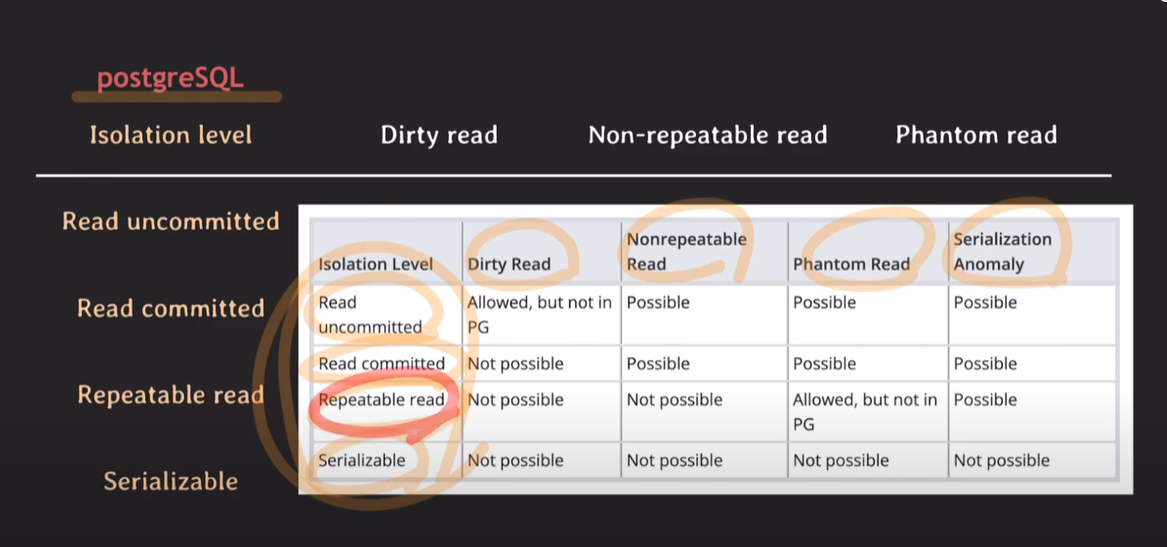 postgreSQL
Isolation level Dirty read Non-repeatable read Phantom read
Read uncommitted
Read committed
Repeatable read
Serializable
Isolation Level Dirty Read Nonrepeatable Read Phantom Read Serialization Anomaly
Read uncommitted Allowed, but not in PG Possible Possible Possible
Read committed Not possible Possible Possible Possible
Repeatable read Not possible Not possible Allowed, but not in PG Possible
Serializable Not possible Not possible Not possible Not possible